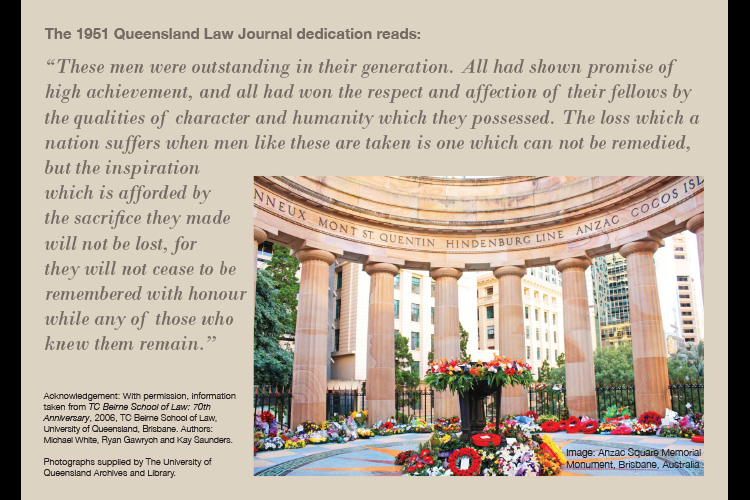 The 1951 Queensland Law Journal dedication reads:
“These men were outstanding in their generation. All had shown promise of
high achievement, and all had won the respect and affection of their fellows by
the qualities of character and humanity which they possessed. The loss which a
nation suffers when men like these are taken is one which can not be remedied,
but the inspiration
which is afforded by
the sacrifice they made
will not be lost, for
they will not cease to be
remembered with honour
while any of those who
knew them remain.”
NNEUX MONT ST. QUENTIN HINDENBURG LINE ANZAC COCOS ISL
Acknowledgement: With permission, information
taken from TC Beirne School of Law: 70th
Anniversary, 2006, TC Beirne School of Law,
University of Queensland, Brisbane. Authors:
Michael White, Ryan Gawrych and Kay Saunders.
Photographs supplied by The University of
Queensland Archives and Library.
Image: Anzac Square Memorial
Monument, Brisbane, Australia